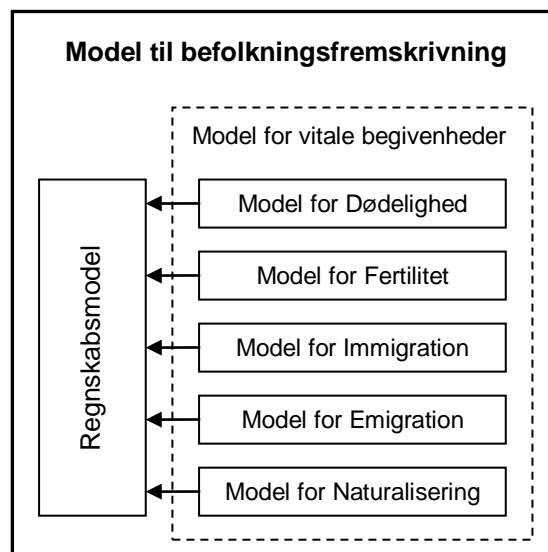 Model til befolkningsfremskrivning
Model for vitale begivenheder
Regnskabsmodel
Model for Dødelighed
Model for Fertilitet
Model for Immigration
Model for Emigration
Model for Naturalisering